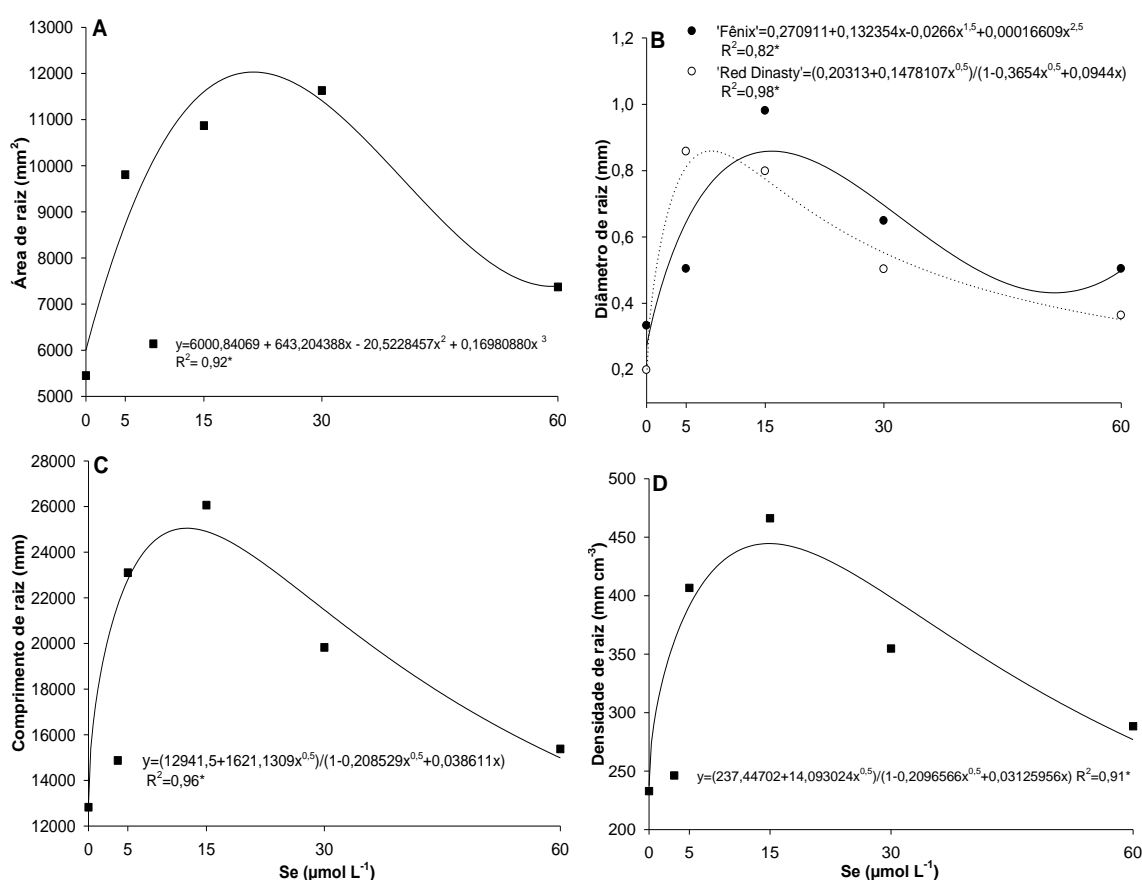 A
Área de raiz (mm²)
13000
12000
11000
10000
9000
8000
7000
6000
5000
y=6000,84069 + 643,204388x - 20,5228457x² + 0,16980880x ³
R²= 0,92*
0 5 15 30 60
B
Diâmetro de raiz (mm)
'Fênix'=0,270911+0,132354x-0,0266x^1,5+0,00016609x^2,5
R²=0,82*
'Red Dinasty'=(0,20313+0,1478107x^0,5)/(1-0,3654x^0,5+0,0944x)
R²=0,98*
1,2
1,0
0,8
0,6
0,4
0,2
0 5 15 30 60
C
Comprimento de raiz (mm)
28000
26000
24000
22000
20000
18000
16000
14000
12000
y=(12941,5+1621,1309x^0,5)/(1-0,208529x^0,5+0,038611x)
R²=0,96*
0 5 15 30 60
Se (µmol L⁻¹)
D
Densidade de raiz (mm cm⁻³)
500
450
400
350
300
250
200
y=(237,44702+14,093024x^0,5)/(1-0,2096566x^0,5+0,03125956x) R²=0,91*
0 5 15 30 60
Se (µmol L⁻¹)